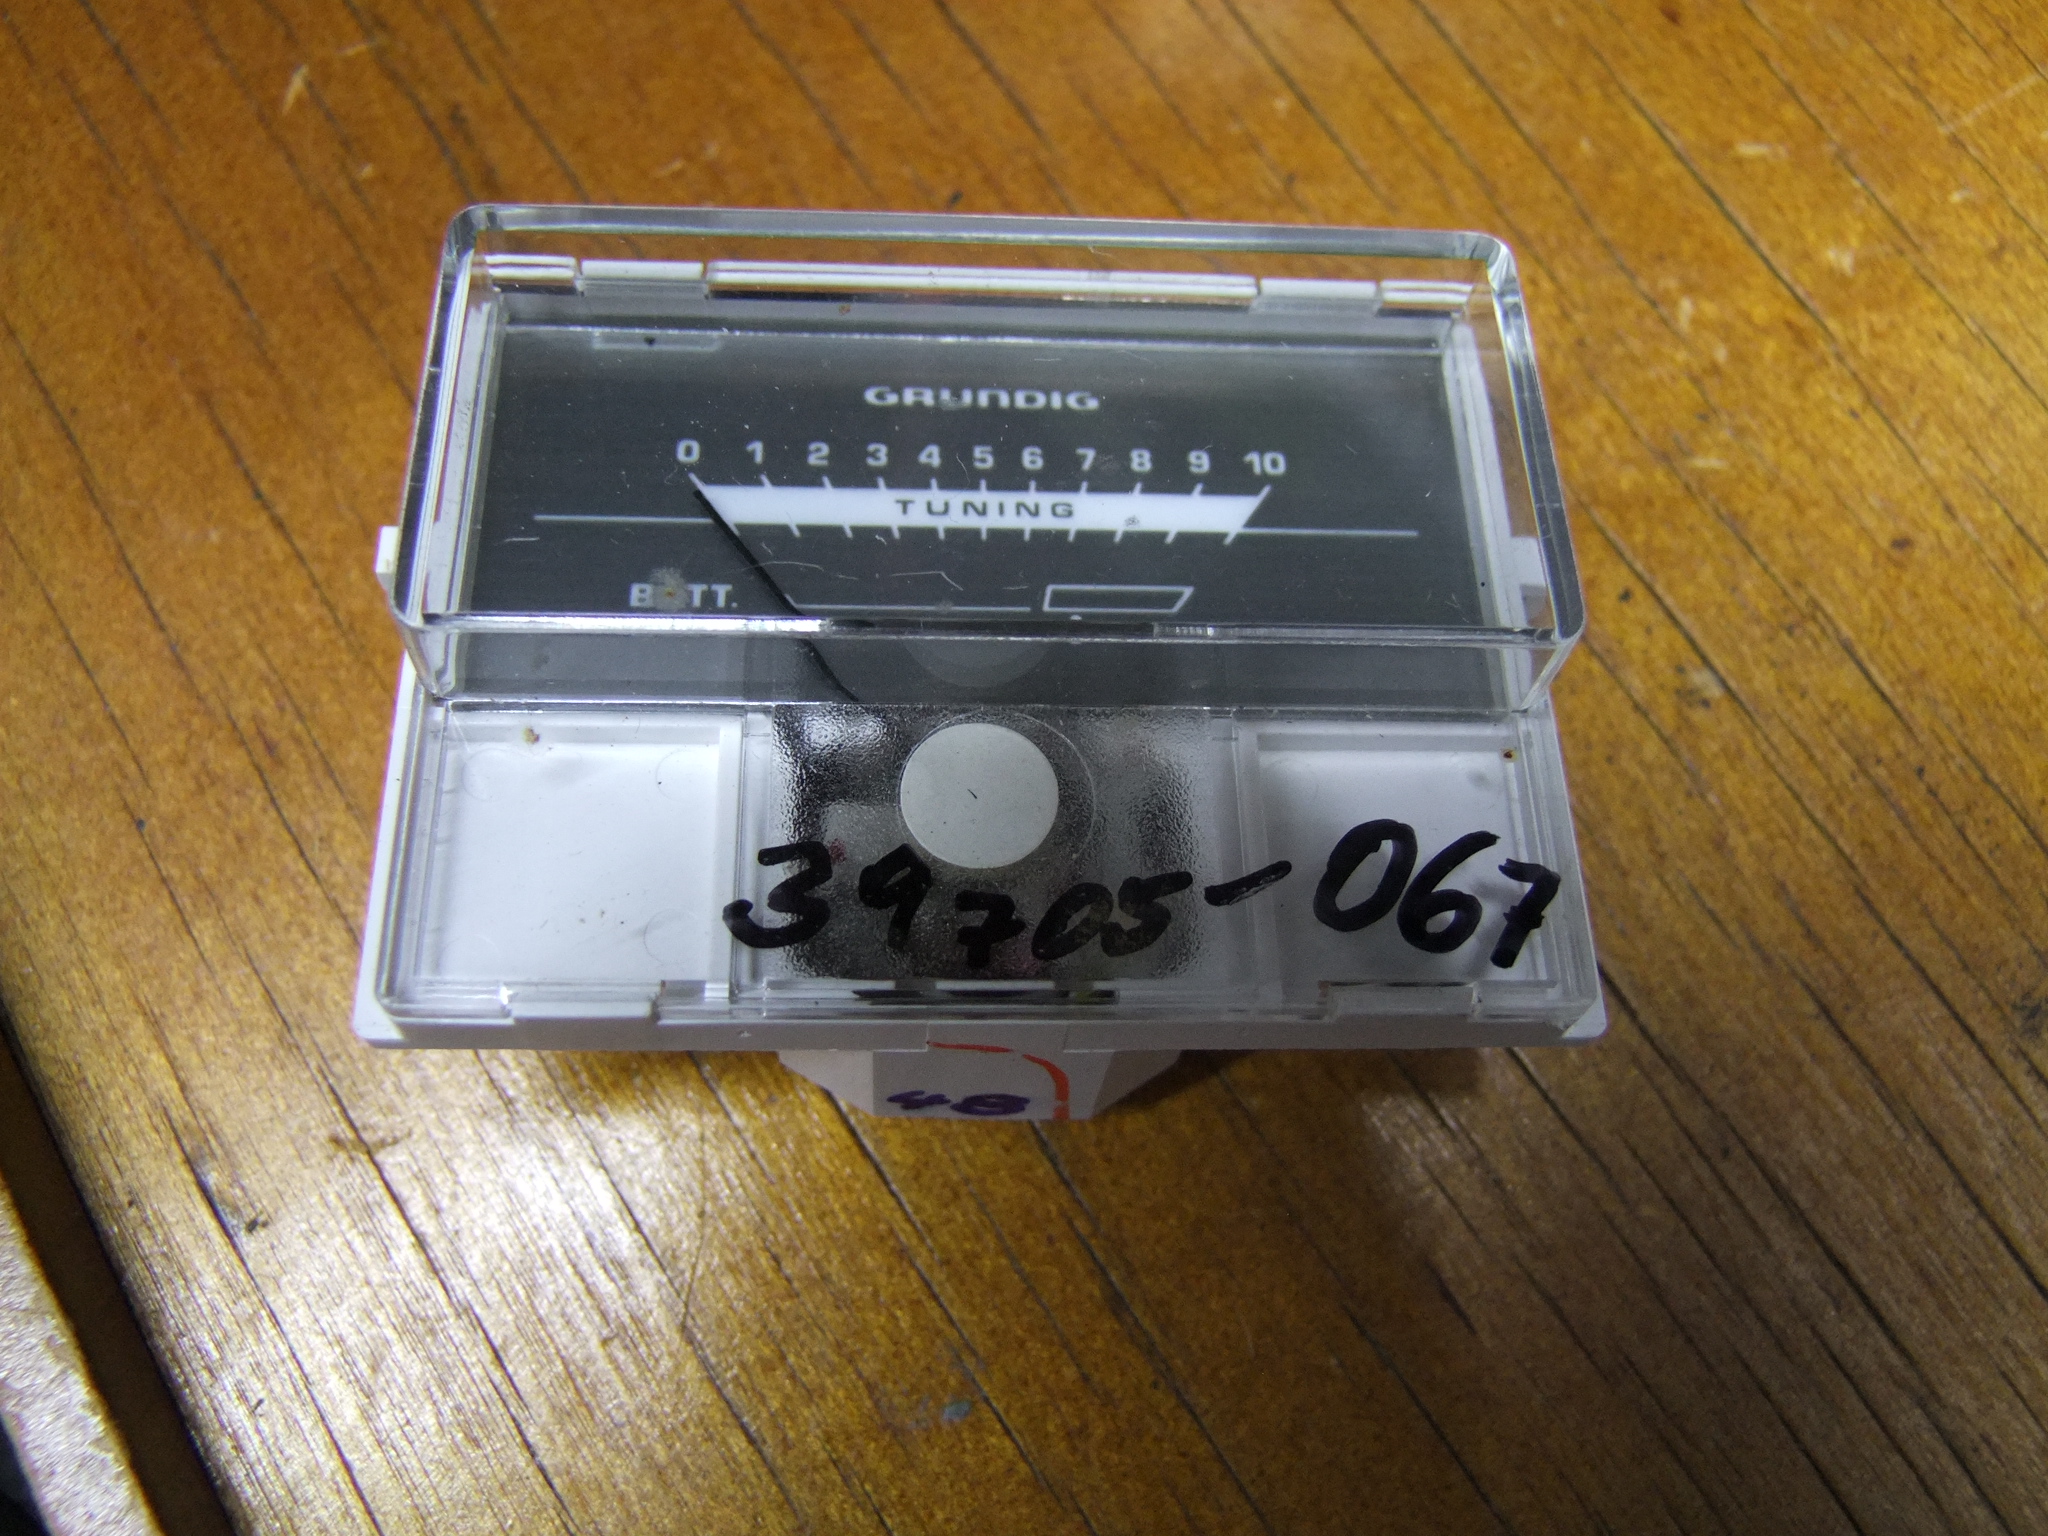 GRUNDIG
0 1 2 3 4 5 6 7 8 9 10
TUNING
BATT.
39705-067
48